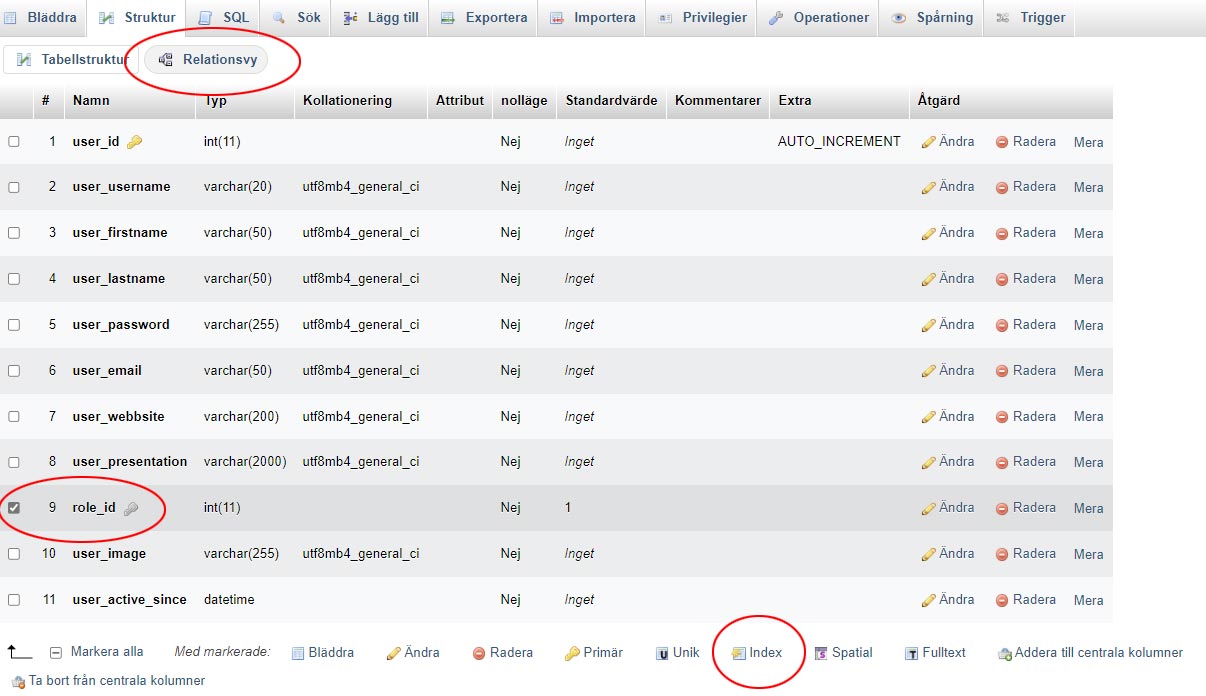 Bläddra Struktur SQL Sök Lägg till Exportera Importera Privilegier Operationer Spårning Trigger
Tabellstruktur Relationsvy
# Namn Typ Kollationering Attribut nolläge Standardvärde Kommentarer Extra Åtgärd
1 user_id int(11) Nej Inget AUTO_INCREMENT Ändra Radera Mera
2 user_username varchar(20) utf8mb4_general_ci Nej Inget Ändra Radera Mera
3 user_firstname varchar(50) utf8mb4_general_ci Nej Inget Ändra Radera Mera
4 user_lastname varchar(50) utf8mb4_general_ci Nej Inget Ändra Radera Mera
5 user_password varchar(255) utf8mb4_general_ci Nej Inget Ändra Radera Mera
6 user_email varchar(50) utf8mb4_general_ci Nej Inget Ändra Radera Mera
7 user_webbsite varchar(200) utf8mb4_general_ci Nej Inget Ändra Radera Mera
8 user_presentation varchar(2000) utf8mb4_general_ci Nej Inget Ändra Radera Mera
9 role_id int(11) Nej 1 Ändra Radera Mera
10 user_image varchar(255) utf8mb4_general_ci Nej Inget Ändra Radera Mera
11 user_active_since datetime Nej Inget Ändra Radera Mera
Markera alla Med markerade: Bläddra Ändra Radera Primär Unik Index Spatial Fulltext Addera till centrala kolumner
Ta bort från centrala kolumner